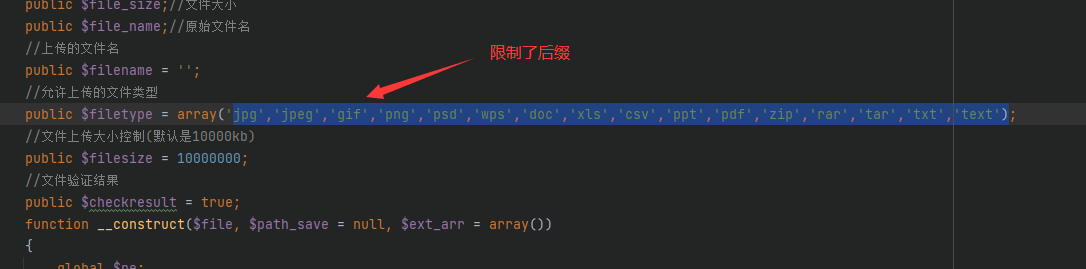 public $file_size;//文件大小
public $file_name;//原始文件名
//上传的文件名
限制了后缀
public $filename = '';
//允许上传的文件类型
public $filetype = array('jpg','jpeg','gif','png','psd','wps','doc','xls','csv','ppt','pdf','zip','rar','tar','txt','text');
//文件上传大小控制(默认是10000kb)
public $filesize = 10000000;
//文件验证结果
public $checkresult = true;
function __construct($file, $path_save = null, $ext_arr = array())
{
global $pe;